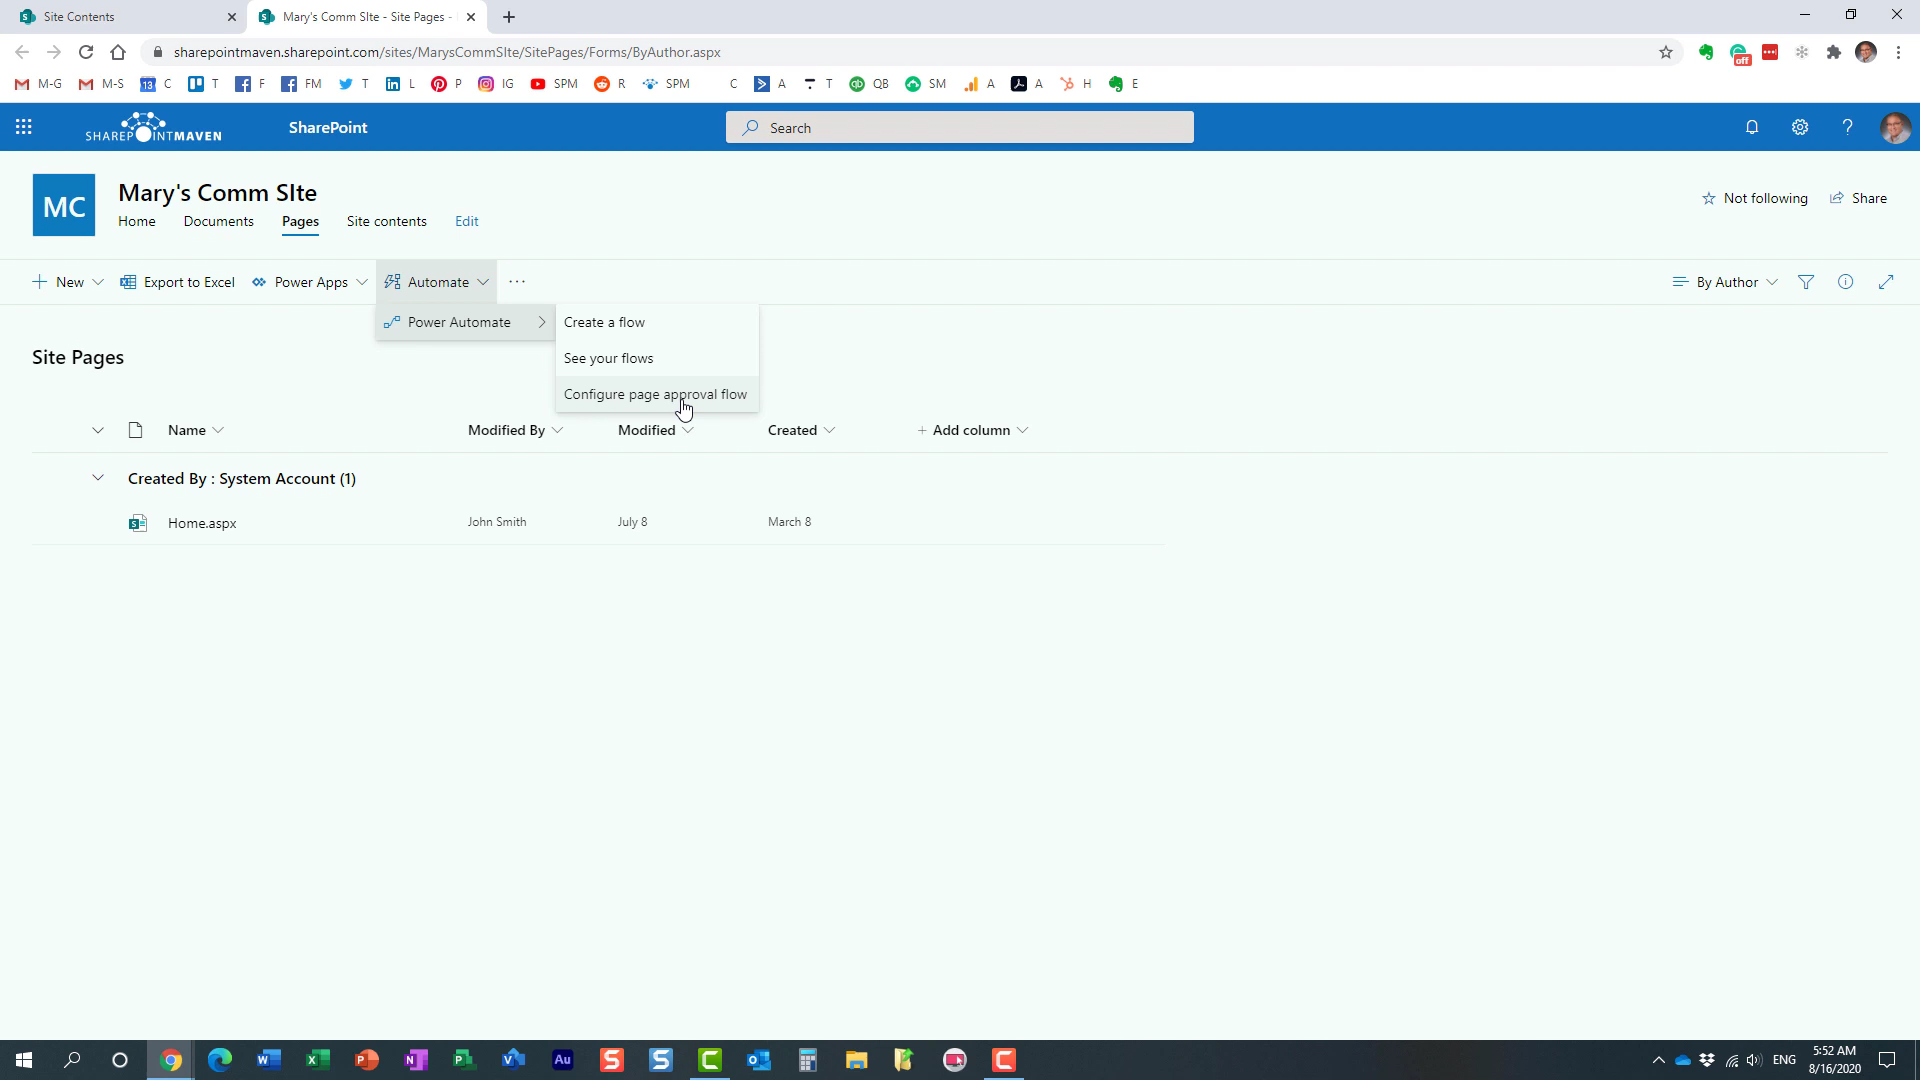 Site Contents
Mary's Comm SIte - Site Pages -
sharepointmaven.sharepoint.com/sites/MarysCommSIte/SitePages/Forms/ByAuthor.aspx
off
M-G M-S 13 C T F FM T L P IG SPM R SPM C A T QB SM A A H E
SHAREPOINTMAVEN SharePoint Search
MC
Mary's Comm SIte
Home Documents Pages Site contents Edit
Not following Share
New Export to Excel Power Apps Automate ... By Author
Power Automate Create a flow
See your flows
Configure page approval flow
Site Pages
Name Modified By Modified Created + Add column
Created By : System Account (1)
Home.aspx John Smith July 8 March 8
ENG 5:52 AM
8/16/2020